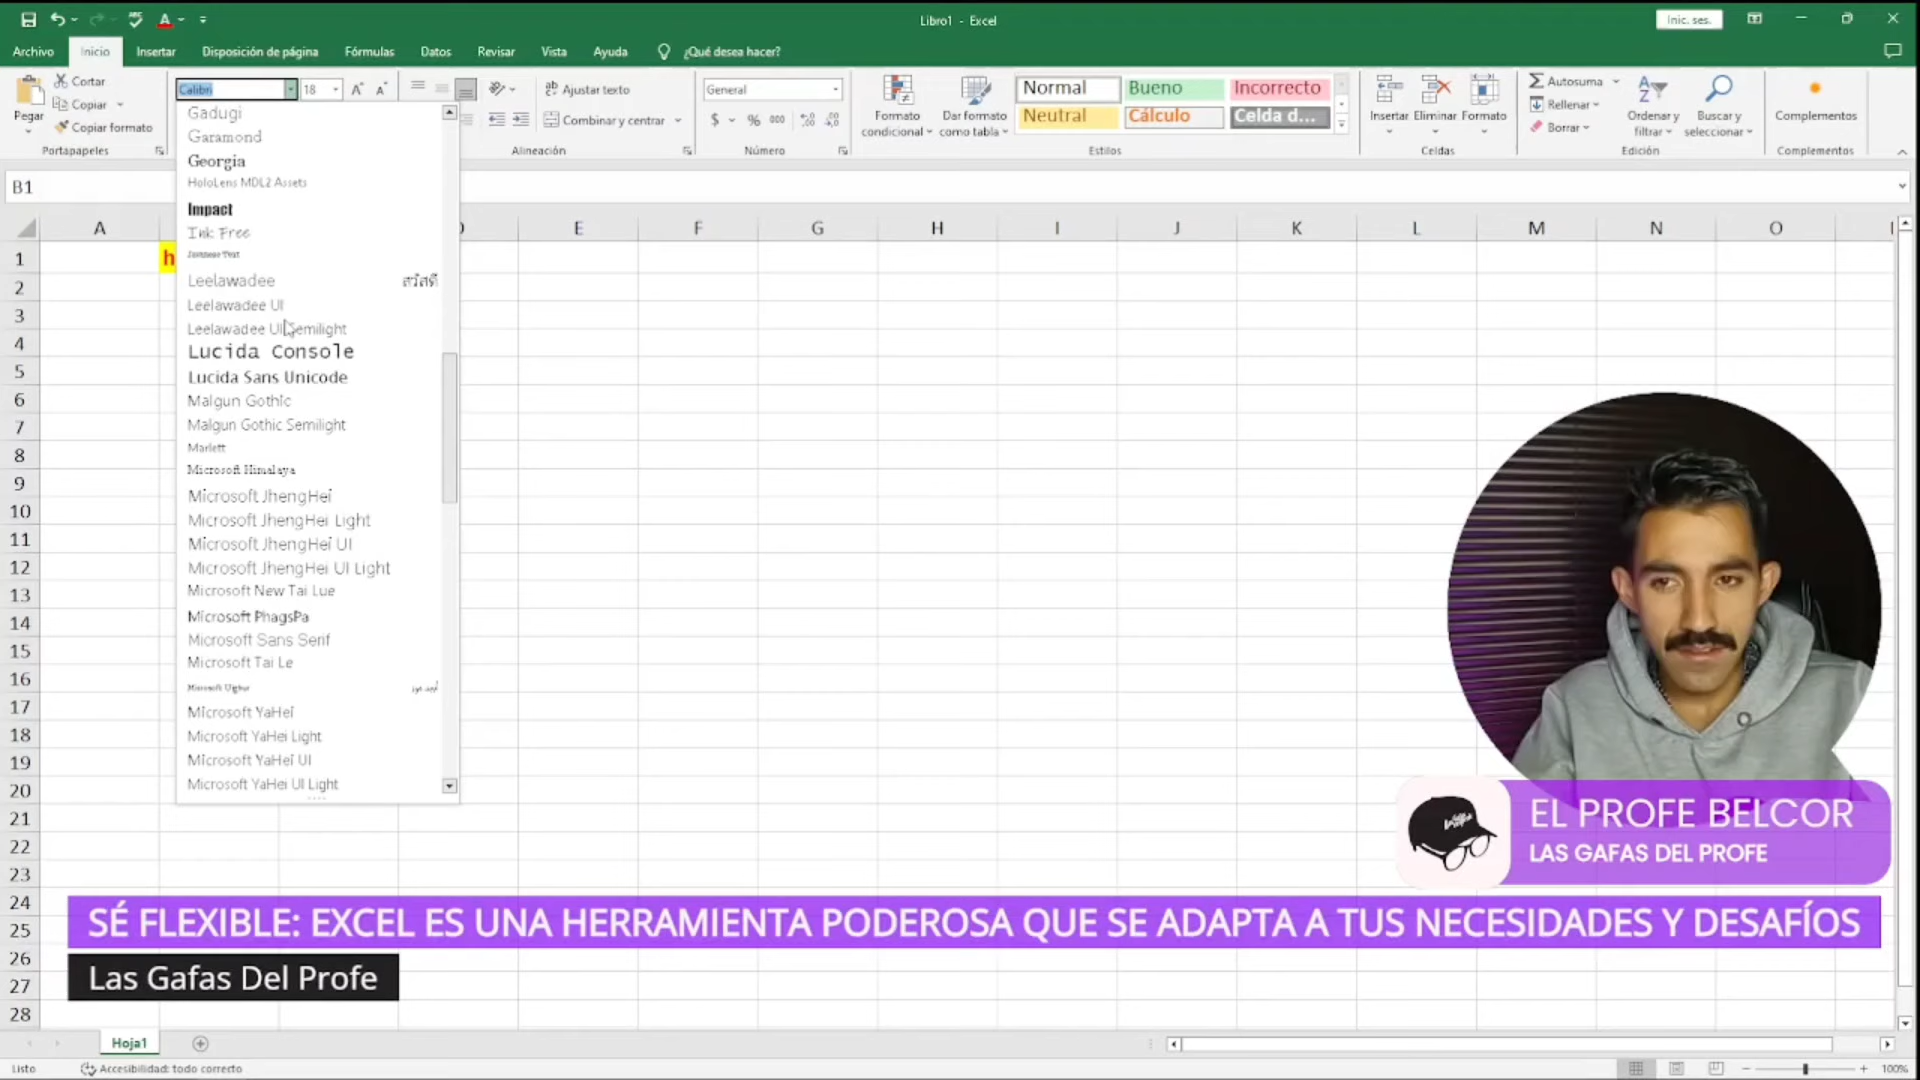 Libro1 - Excel
Inic. ses.
Archivo Inicio Insertar Disposición de página Fórmulas Datos Revisar Vista Ayuda ¿Qué desea hacer?
Pegar
Cortar
Copiar
Copiar formato
Portapapeles
Calibri 18
Ajustar texto
Combinar y centrar
Alineación
General
$ % 000
Número
Formato condicional
Dar formato como tabla
Normal Bueno Incorrecto
Neutral Cálculo Celda d...
Estilos
Insertar Eliminar Formato
Celdas
Autosuma
Rellenar
Borrar
Ordenar y filtrar
Buscar y seleccionar
Edición
Complementos
Complementos
B1
A D E F G H I J K L M N O
h
Gadugi
Garamond
Georgia
HoloLens MDL2 Assets
Impact
Ink Free
Javanese Text
Leelawadee สวัสดี
Leelawadee UI
Leelawadee UI Semilight
Lucida Console
Lucida Sans Unicode
Malgun Gothic
Malgun Gothic Semilight
Marlett
Microsoft Himalaya
Microsoft JhengHei
Microsoft JhengHei Light
Microsoft JhengHei UI
Microsoft JhengHei UI Light
Microsoft New Tai Lue
Microsoft PhagsPa
Microsoft Sans Serif
Microsoft Tai Le
Microsoft Uighur
Microsoft YaHei
Microsoft YaHei Light
Microsoft YaHei UI
Microsoft YaHei UI Light
1
2
3
4
5
6
7
8
9
10
11
12
13
14
15
16
17
18
19
20
21
22
23
24
25
26
27
28
EL PROFE BELCOR
LAS GAFAS DEL PROFE
SÉ FLEXIBLE: EXCEL ES UNA HERRAMIENTA PODEROSA QUE SE ADAPTA A TUS NECESIDADES Y DESAFÍOS
Las Gafas Del Profe
Hoja1
Listo Accesibilidad: todo correcto
100%